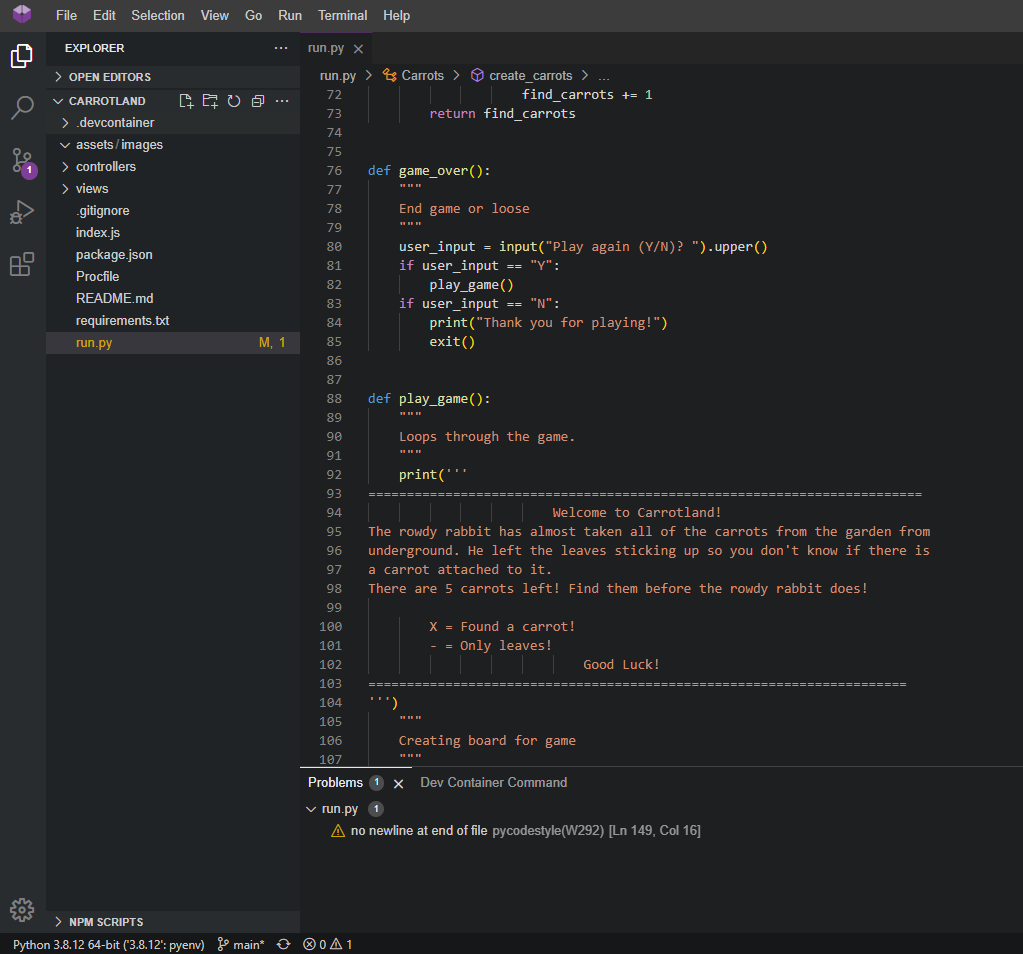 File Edit Selection View Go Run Terminal Help
EXPLORER ...
OPEN EDITORS
CARROTLAND ...
.devcontainer
assets/images
controllers
views
.gitignore
index.js
package.json
Procfile
README.md
requirements.txt
run.py M, 1
1
NPM SCRIPTS
run.py
run.py > Carrots > create_carrots > ...
72 find_carrots += 1
73 return find_carrots
74
75
76 def game_over():
77 """
78 End game or loose
79 """
80 user_input = input("Play again (Y/N)? ").upper()
81 if user_input == "Y":
82 play_game()
83 if user_input == "N":
84 print("Thank you for playing!")
85 exit()
86
87
88 def play_game():
89 """
90 Loops through the game.
91 """
92 print('''
93 ========================================================================
94 Welcome to Carrotland!
95 The rowdy rabbit has almost taken all of the carrots from the garden from
96 underground. He left the leaves sticking up so you don't know if there is
97 a carrot attached to it.
98 There are 5 carrots left! Find them before the rowdy rabbit does!
99
100 X = Found a carrot!
101 - = Only leaves!
102 Good Luck!
103 ======================================================================
104 ''')
105 """
106 Creating board for game
107 """
Problems 1 Dev Container Command
run.py 1
no newline at end of file pycodestyle(W292) [Ln 149, Col 16]
Python 3.8.12 64-bit ('3.8.12': pyenv) main* 0 1